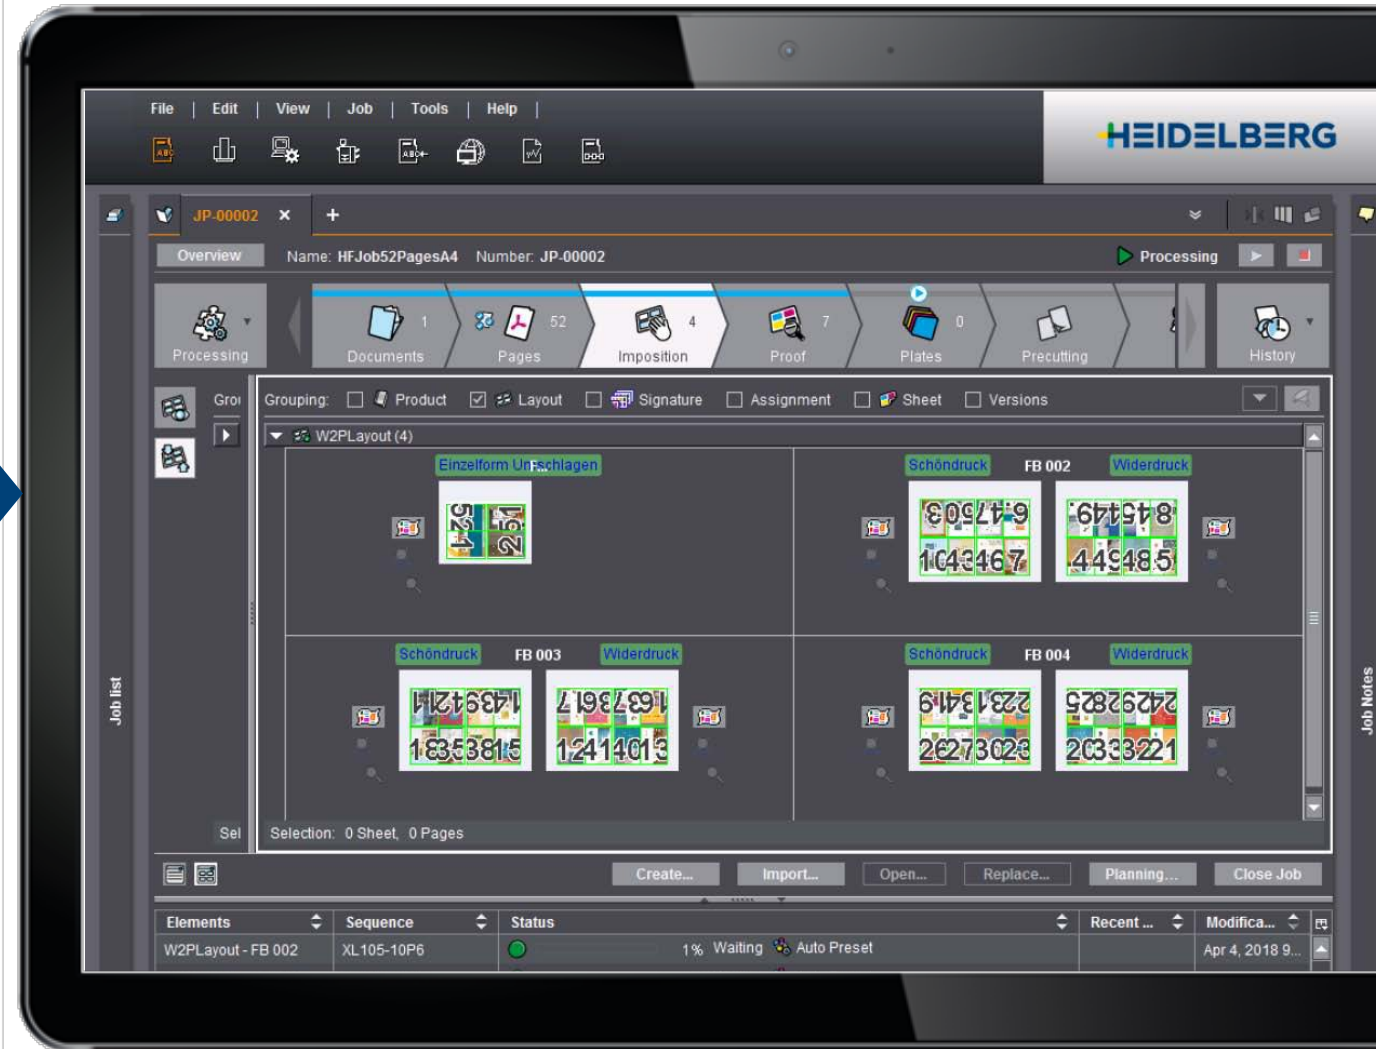 File | Edit | View | Job | Tools | Help |
HEIDELBERG
JP-00002 × +
Overview Name: HFJob52PagesA4 Number: JP-00002 Processing
Processing
Documents 1
Pages 52
Imposition 4
Proof 7
Plates 0
Precutting
History
Grou
Grouping: Product Layout Signature Assignment Sheet Versions
W2PLayout (4)
Einzelform Umschlagen
F...
Schöndruck FB 002 Widerdruck
Schöndruck FB 003 Widerdruck
Schöndruck FB 004 Widerdruck
Sel
Selection: 0 Sheet, 0 Pages
Job list
Job Notes
Create... Import... Open... Replace... Planning... Close Job
Elements Sequence Status Recent ... Modifica...
W2PLayout - FB 002 XL105-10P6 1% Waiting Auto Preset Apr 4, 2018 9...